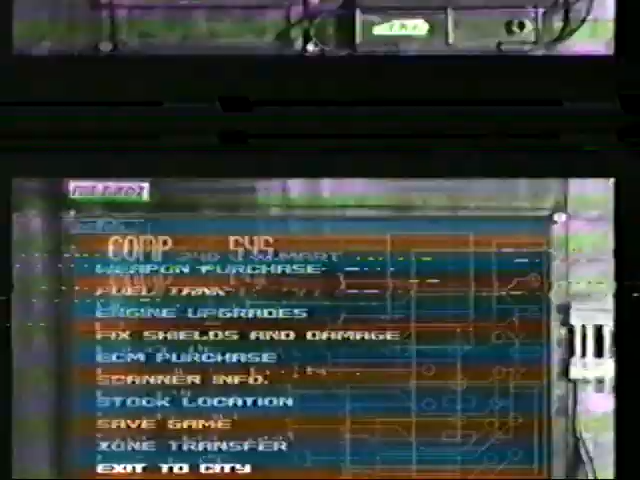 COMP SYS
WEAPON PURCHASE
FUEL TANK
ENGINE UPGRADES
FIX SHIELDS AND DAMAGE
ECM PURCHASE
SCANNER INFO.
STOCK LOCATION
SAVE GAME
ZONE TRANSFER
EXIT TO CITY